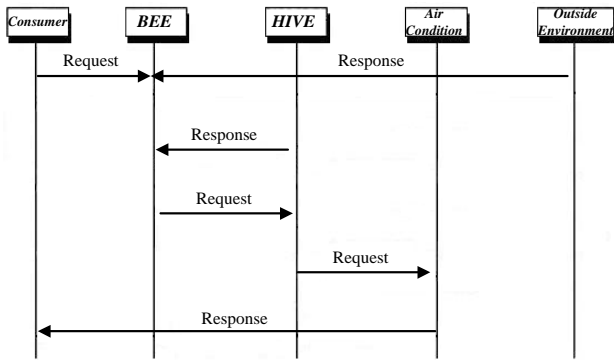 Consumer
BEE
HIVE
Air
Condition
Outside
Environment
Request
Response
Response
Request
Request
Response